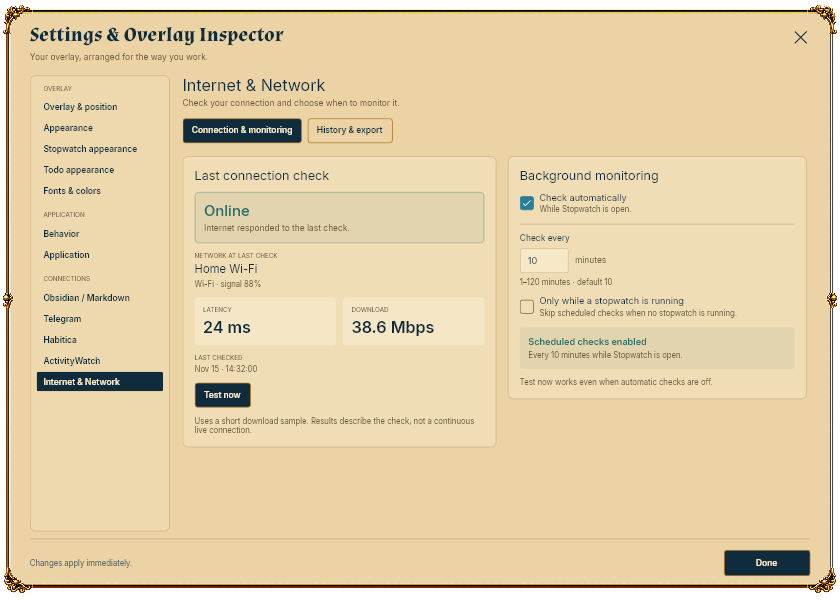 Settings & Overlay Inspector
Your overlay, arranged for the way you work.
OVERLAY
Overlay & position
Appearance
Stopwatch appearance
Todo appearance
Fonts & colors
APPLICATION
Behavior
Application
CONNECTIONS
Obsidian / Markdown
Telegram
Habitica
ActivityWatch
Internet & Network
Internet & Network
Check your connection and choose when to monitor it.
Connection & monitoring
History & export
Last connection check
Online
Internet responded to the last check.
NETWORK AT LAST CHECK
Home Wi-Fi
Wi-Fi · signal 88%
LATENCY
24 ms
DOWNLOAD
38.6 Mbps
LAST CHECKED
Nov 15 · 14:32:00
Test now
Uses a short download sample. Results describe the check, not a continuous
live connection.
Background monitoring
Check automatically
While Stopwatch is open.
Check every
10 minutes
1–120 minutes · default 10
Only while a stopwatch is running
Skip scheduled checks when no stopwatch is running.
Scheduled checks enabled
Every 10 minutes while Stopwatch is open.
Test now works even when automatic checks are off.
Changes apply immediately.
Done